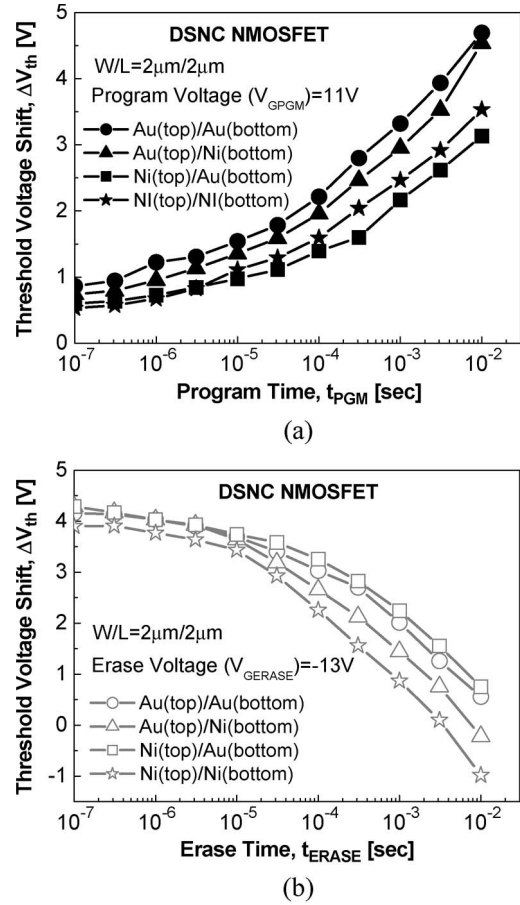 DSNC NMOSFET
W/L=2μm/2μm
Program Voltage (VGPGM)=11V
Au(top)/Au(bottom)
Au(top)/Ni(bottom)
Ni(top)/Au(bottom)
NI(top)/NI(bottom)
Threshold Voltage Shift, ΔVth [V]
5
4
3
2
1
0
10-7
10-6
10-5
10-4
10-3
10-2
Program Time, tPGM [sec]
(a)
DSNC NMOSFET
W/L=2μm/2μm
Erase Voltage (VGERASE)=-13V
Au(top)/Au(bottom)
Au(top)/Ni(bottom)
Ni(top)/Au(bottom)
Ni(top)/Ni(bottom)
Threshold Voltage Shift, ΔVth [V]
5
4
3
2
1
0
-1
10-7
10-6
10-5
10-4
10-3
10-2
Erase Time, tERASE [sec]
(b)